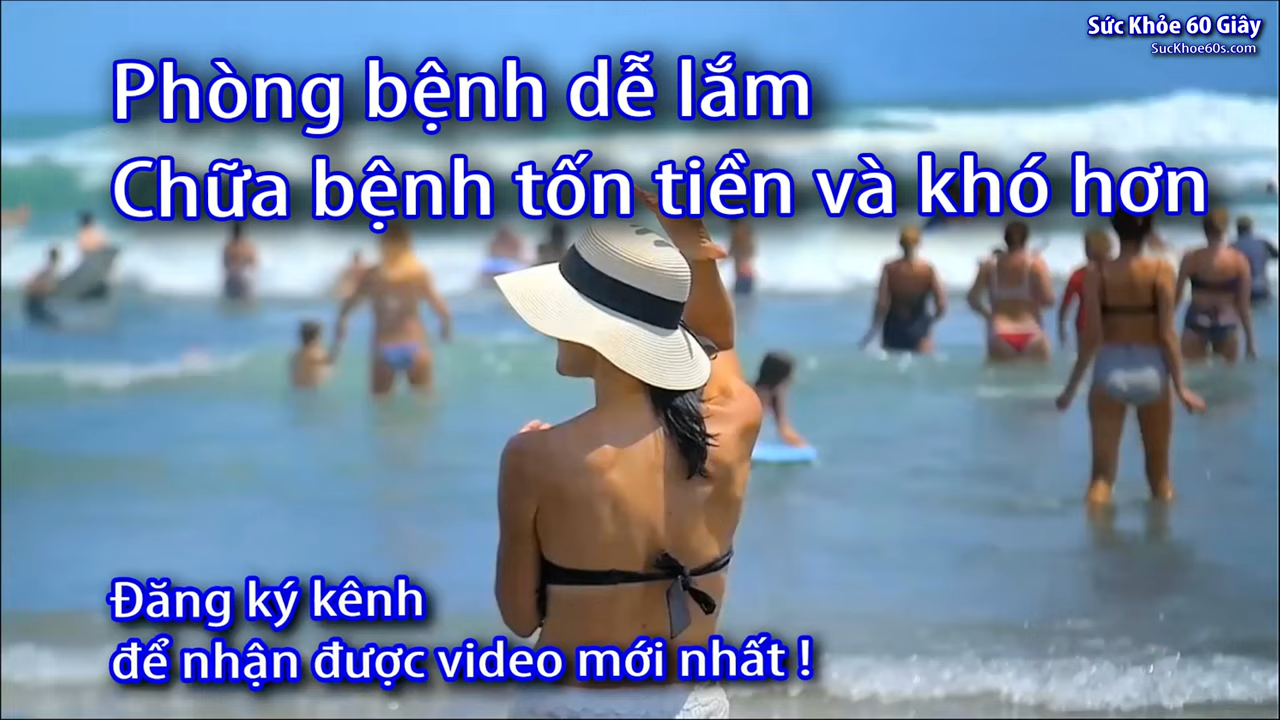 Sức Khỏe 60 Giây
SucKhoe60s.com
Phòng bệnh dễ lắm
Chữa bệnh tốn tiền và khó hơn
Đăng ký kênh
để nhận được video mới nhất !